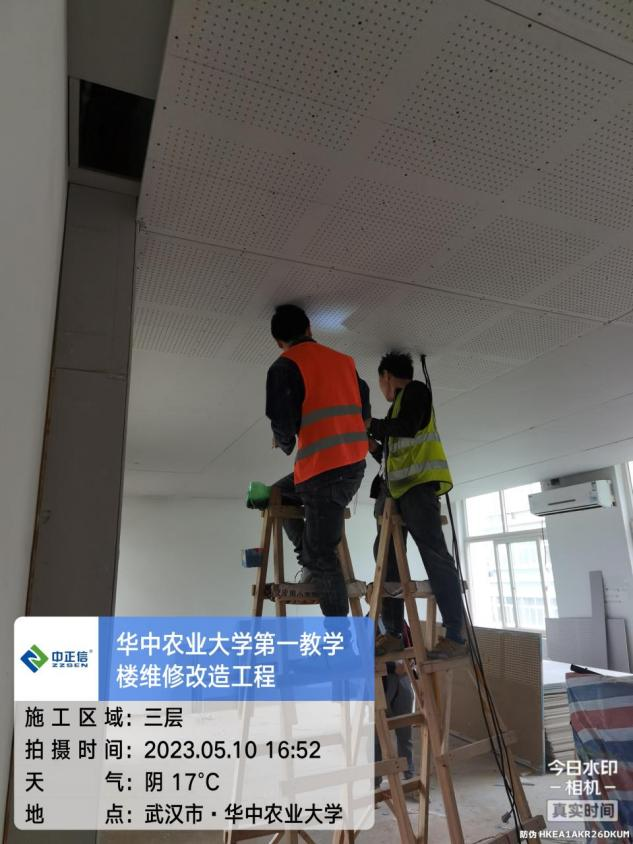 中正信
ZZSEN
华中农业大学第一教学
楼维修改造工程
施工区域：三层
拍摄时间：2023.05.10 16:52
天气：阴 17°C
地点：武汉市·华中农业大学
今日水印
-相机-
真实时间
防伪 HKEA1AKR26DKUM